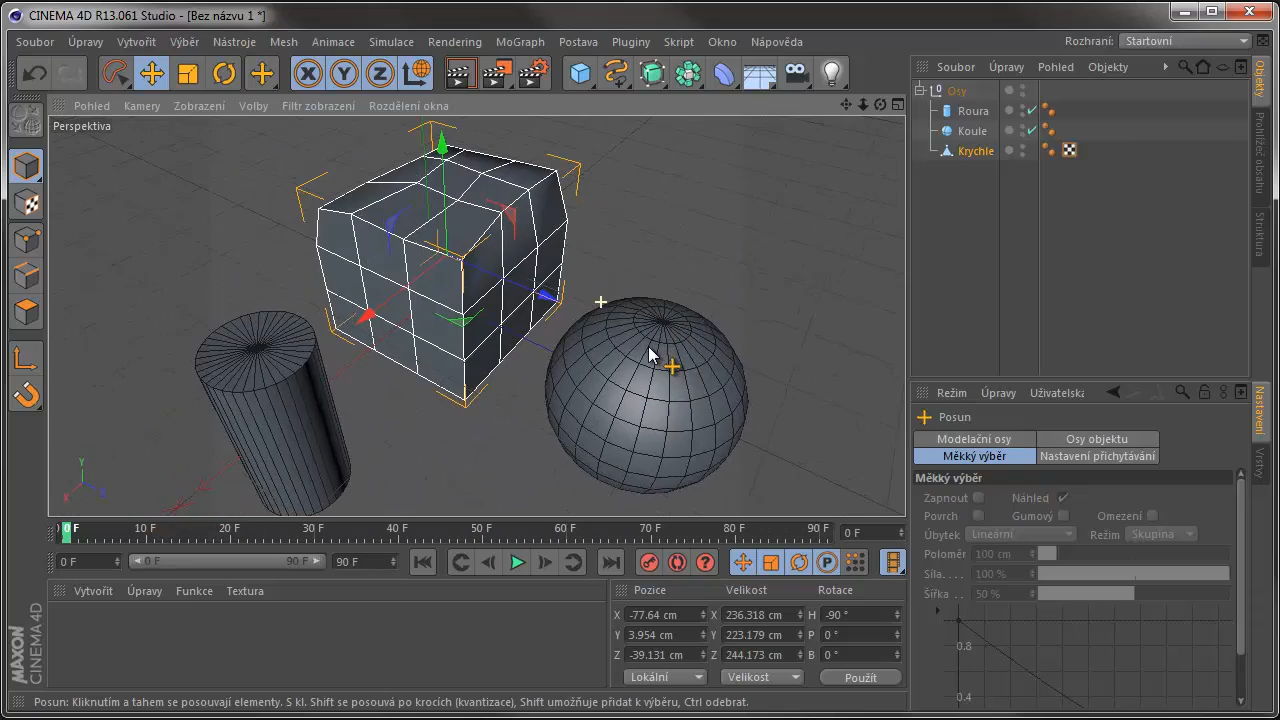 CINEMA 4D R13.061 Studio - [Bez názvu 1 *]
Soubor Úpravy Vytvořit Výběr Nástroje Mesh Animace Simulace Rendering MoGraph Postava Pluginy Skript Okno Nápověda
Rozhraní: Startovní
Pohled Kamery Zobrazení Volby Filtr zobrazení Rozdělení okna
Perspektiva
X Y Z
Soubor Úpravy Pohled Objekty
Osy
Roura
Koule
Krychle
Objekty
Prohlížeč obsahu
Struktura
Režim Úpravy
Posun
Modelační osy Osy objektu
Měkký výběr Nastavení přichytávání
Měkký výběr
Zapnout Náhled
Povrch Gumový Omezení
Úbytek Lineární Režim Skupina
Poloměr 100 cm
Síla. . . . 100 %
Šířka . . 50 %
0.8
0.4
Nastavení
Vrstvy
Y
X
Z
0 F 10 F 20 F 30 F 40 F 50 F 60 F 70 F 80 F 90 F 0 F
0 F 0 F 90 F 90 F
P
Vytvořit Úpravy Funkce Textura
Pozice Velikost Rotace
X -77.64 cm X 236.318 cm H -90 °
Y 3.954 cm Y 223.179 cm P 0 °
Z -39.131 cm Z 244.173 cm B 0 °
Lokální Velikost Použít
MAXON
CINEMA 4D
Posun: Kliknutím a tahem se posouvají elementy. S kl. Shift se posouvá po krocích (kvantizace), Shift umožňuje přidat k výběru, Ctrl odebrat.